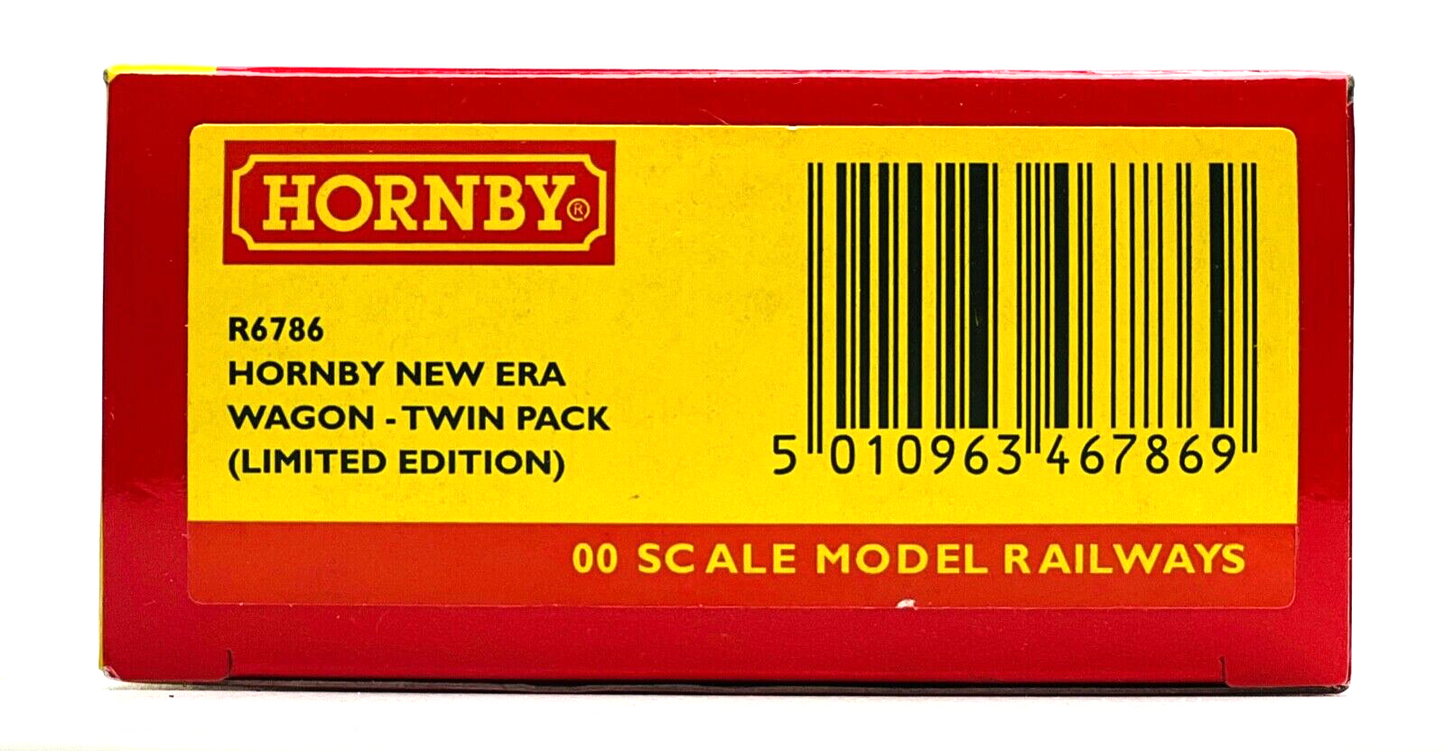 HORNBY®
R6786
HORNBY NEW ERA
WAGON - TWIN PACK
(LIMITED EDITION)
5 010963 467869
00 SCALE MODEL RAILWAYS